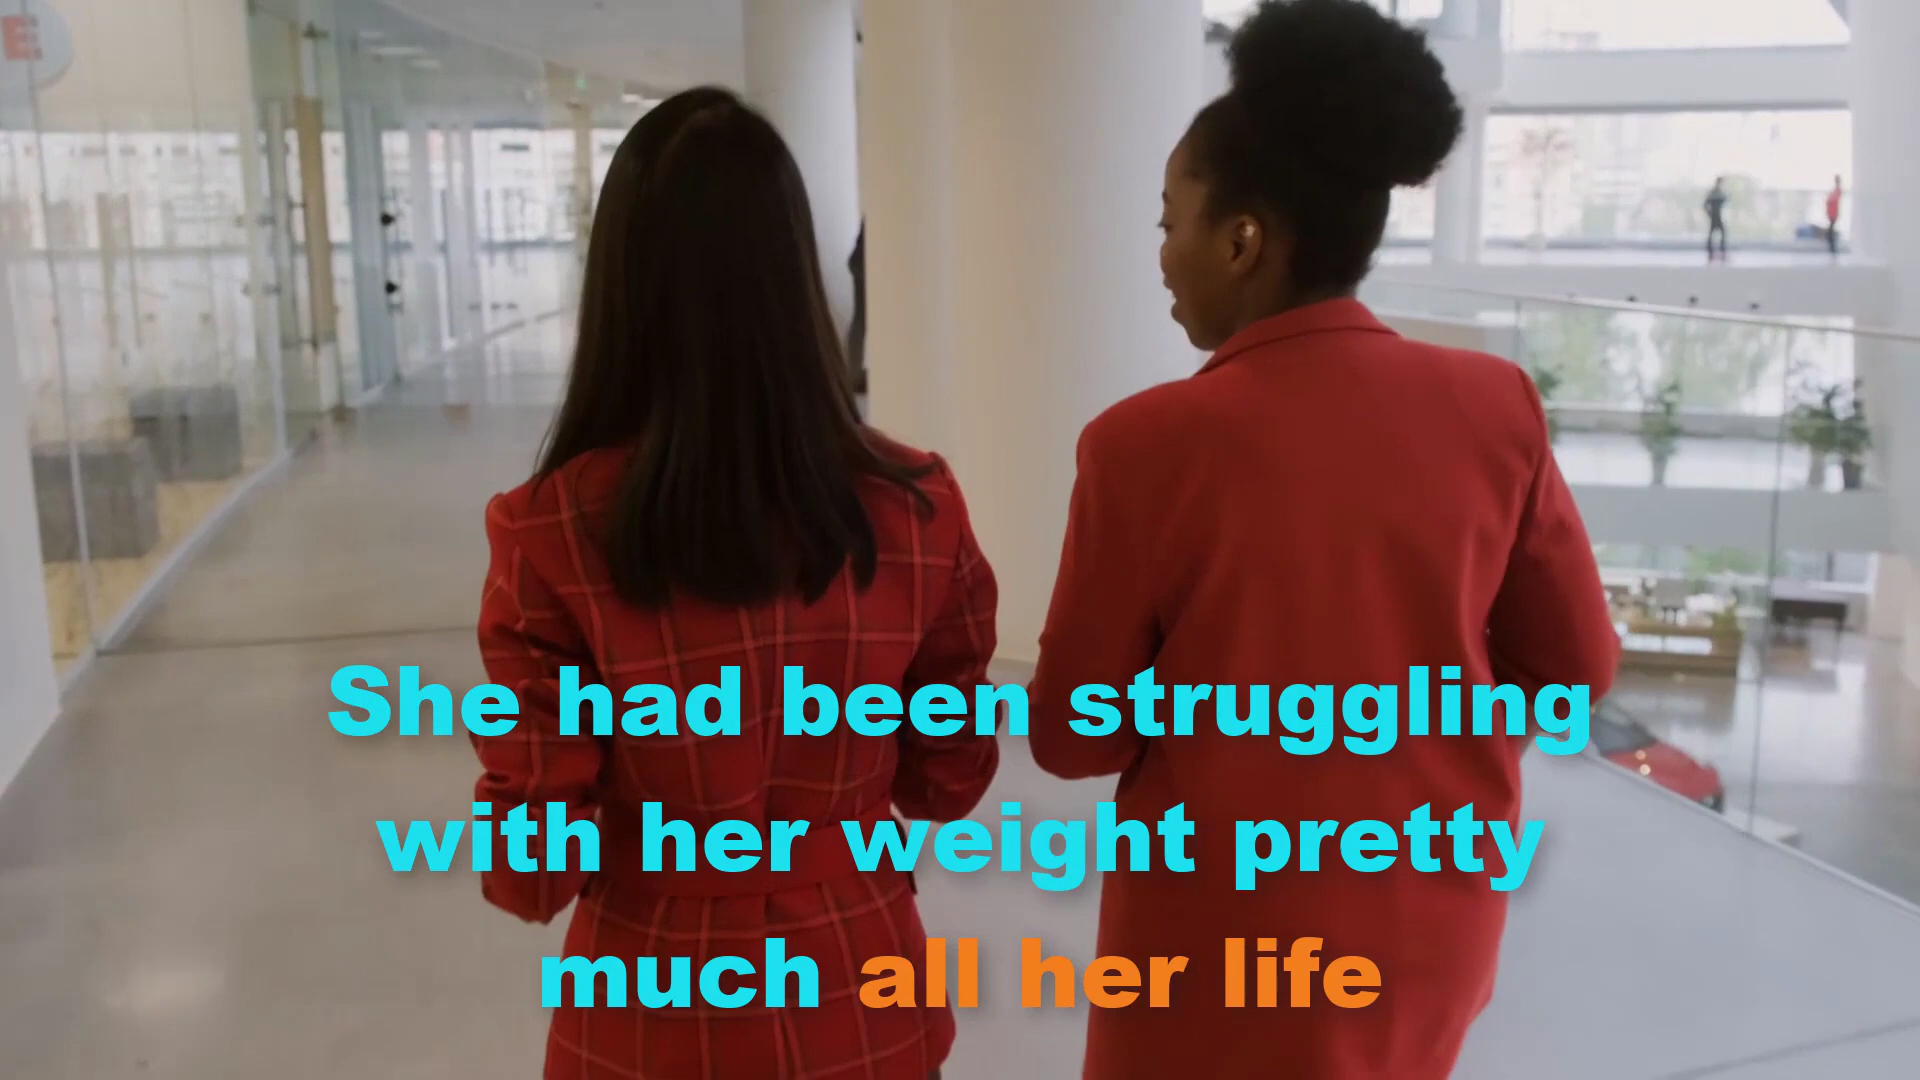 E
She had been struggling
with her weight pretty
much all her life